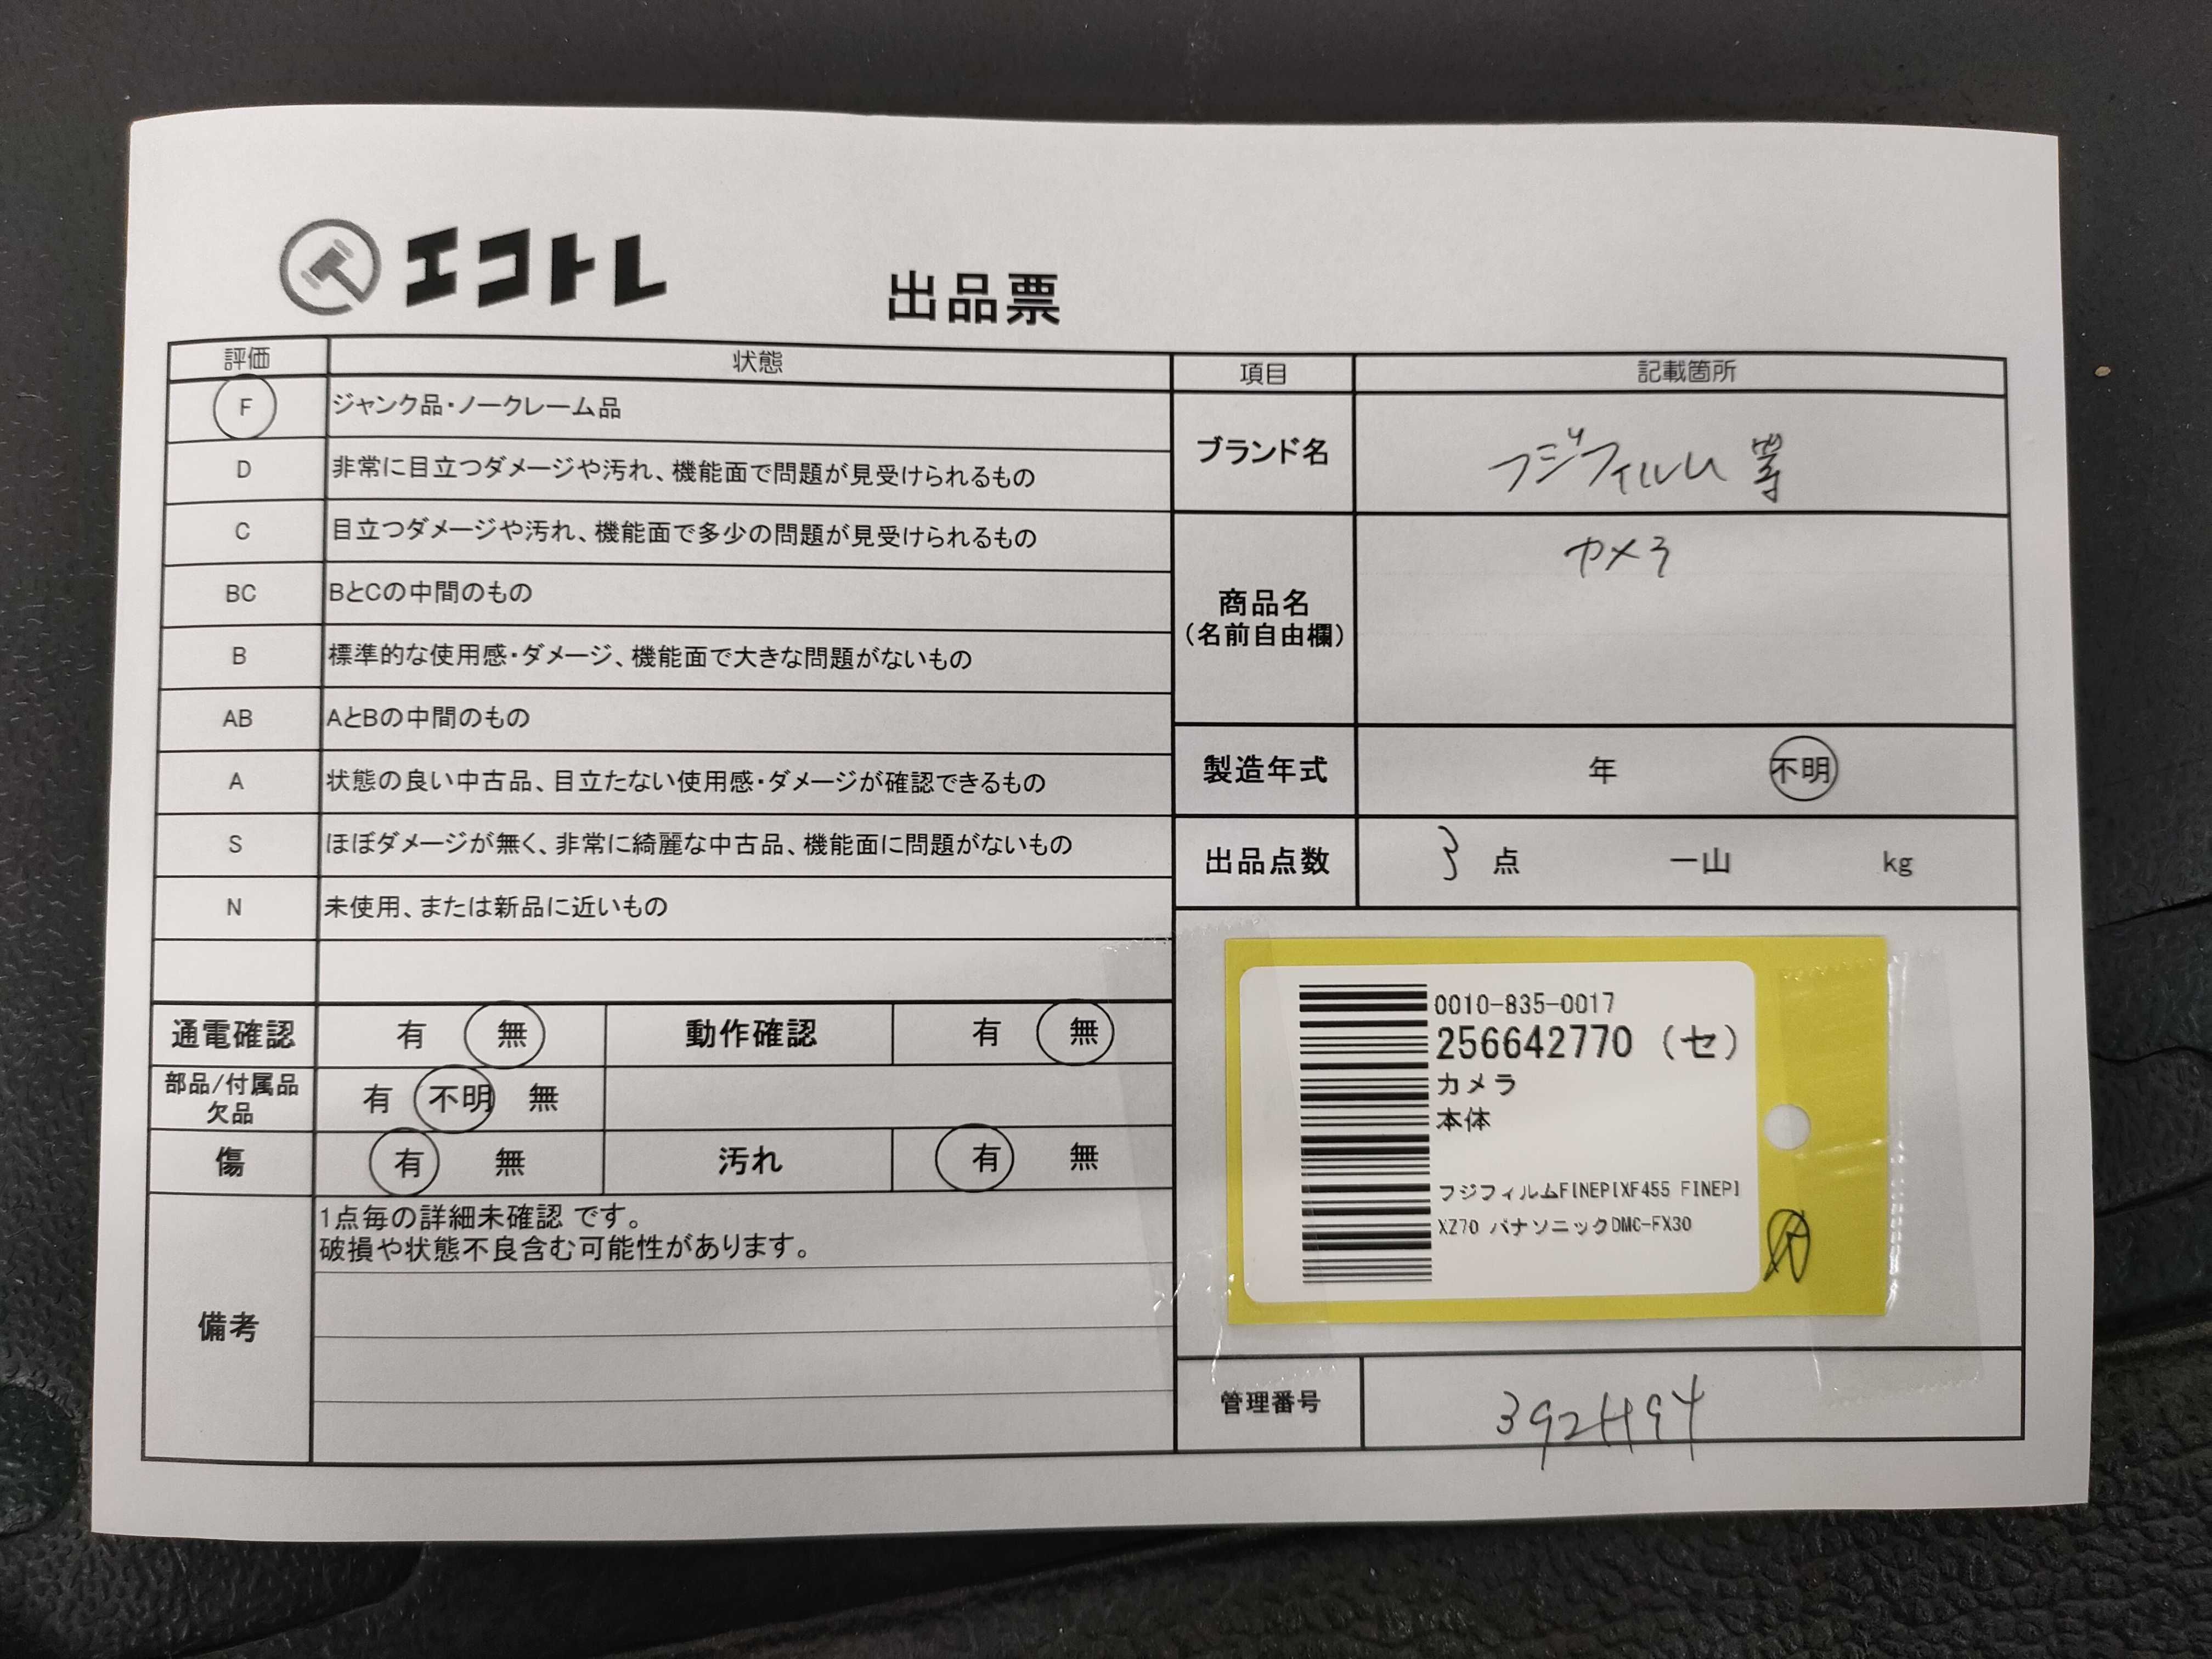 エコトレ
出品票
評価 状態
F ジャンク品・ノークレーム品
D 非常に目立つダメージや汚れ、機能面で問題が見受けられるもの
C 目立つダメージや汚れ、機能面で多少の問題が見受けられるもの
BC BとCの中間のもの
B 標準的な使用感・ダメージ、機能面で大きな問題がないもの
AB AとBの中間のもの
A 状態の良い中古品、目立たない使用感・ダメージが確認できるもの
S ほぼダメージが無く、非常に綺麗な中古品、機能面に問題がないもの
N 未使用、または新品に近いもの
通電確認 有 無 動作確認 有 無
部品/付属品
欠品
有 不明 無
傷 有 無 汚れ 有 無
備考
1点毎の詳細未確認 です。
破損や状態不良含む可能性があります。
項目 記載箇所
ブランド名 フジフィルム 等
商品名
(名前自由欄)
カメラ
製造年式 年 不明
出品点数 3 点 一山 kg
0010-835-0017
256642770 (セ)
カメラ
本体
フジフィルムFINEPIXF455 FINEPI
XZ70 パナソニックDMC-FX30
管理番号 3921194